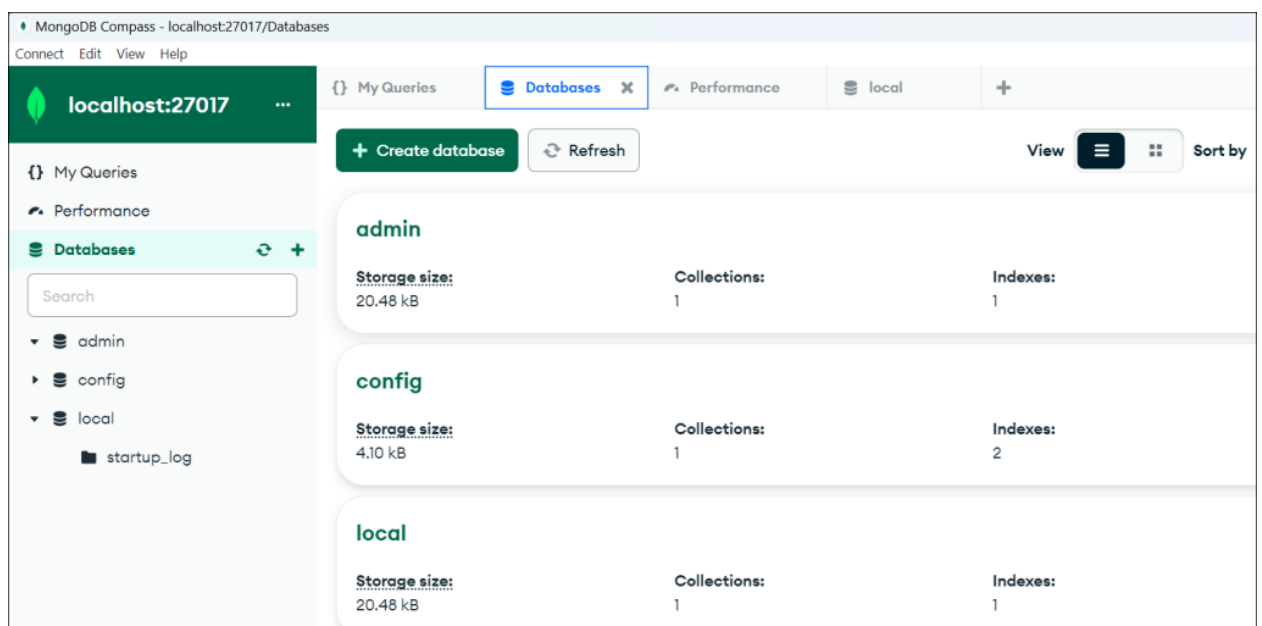 MongoDB Compass - localhost:27017/Databases
Connect Edit View Help
localhost:27017 ...
{} My Queries
Performance
Databases
Search
admin
config
local
startup_log
{} My Queries Databases Performance local
Create database Refresh View Sort by
admin
Storage size: Collections: Indexes:
20.48 kB 1 1
config
Storage size: Collections: Indexes:
4.10 kB 1 2
local
Storage size: Collections: Indexes:
20.48 kB 1 1